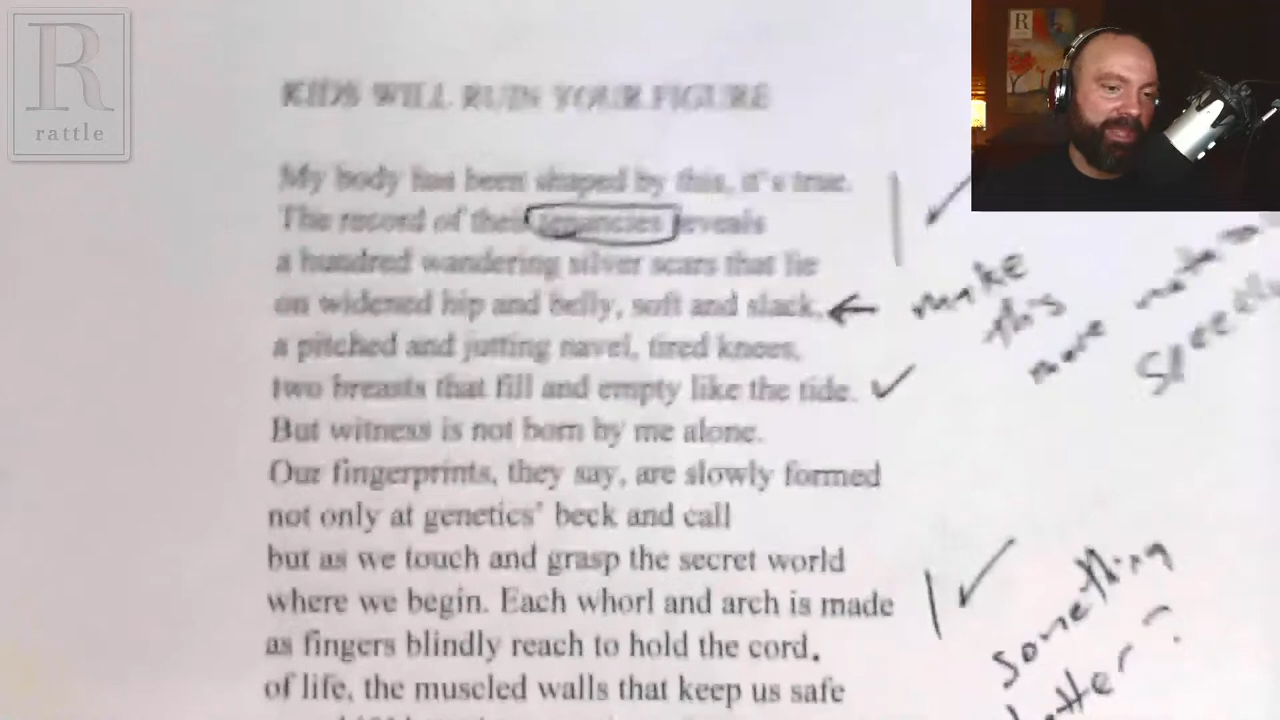 R
rattle
R
KIDS WILL RUIN YOUR FIGURE
My body has been shaped by this, it's true.
The record of their tenancies reveals
a hundred wandering silver scars that lie
on widened hip and belly, soft and slack,
a pitched and jutting navel, tired knees,
two breasts that fill and empty like the tide.
But witness is not born by me alone.
Our fingerprints, they say, are slowly formed
not only at genetics' beck and call
but as we touch and grasp the secret world
where we begin. Each whorl and arch is made
as fingers blindly reach to hold the cord.
of life, the muscled walls that keep us safe
make
this
more
something